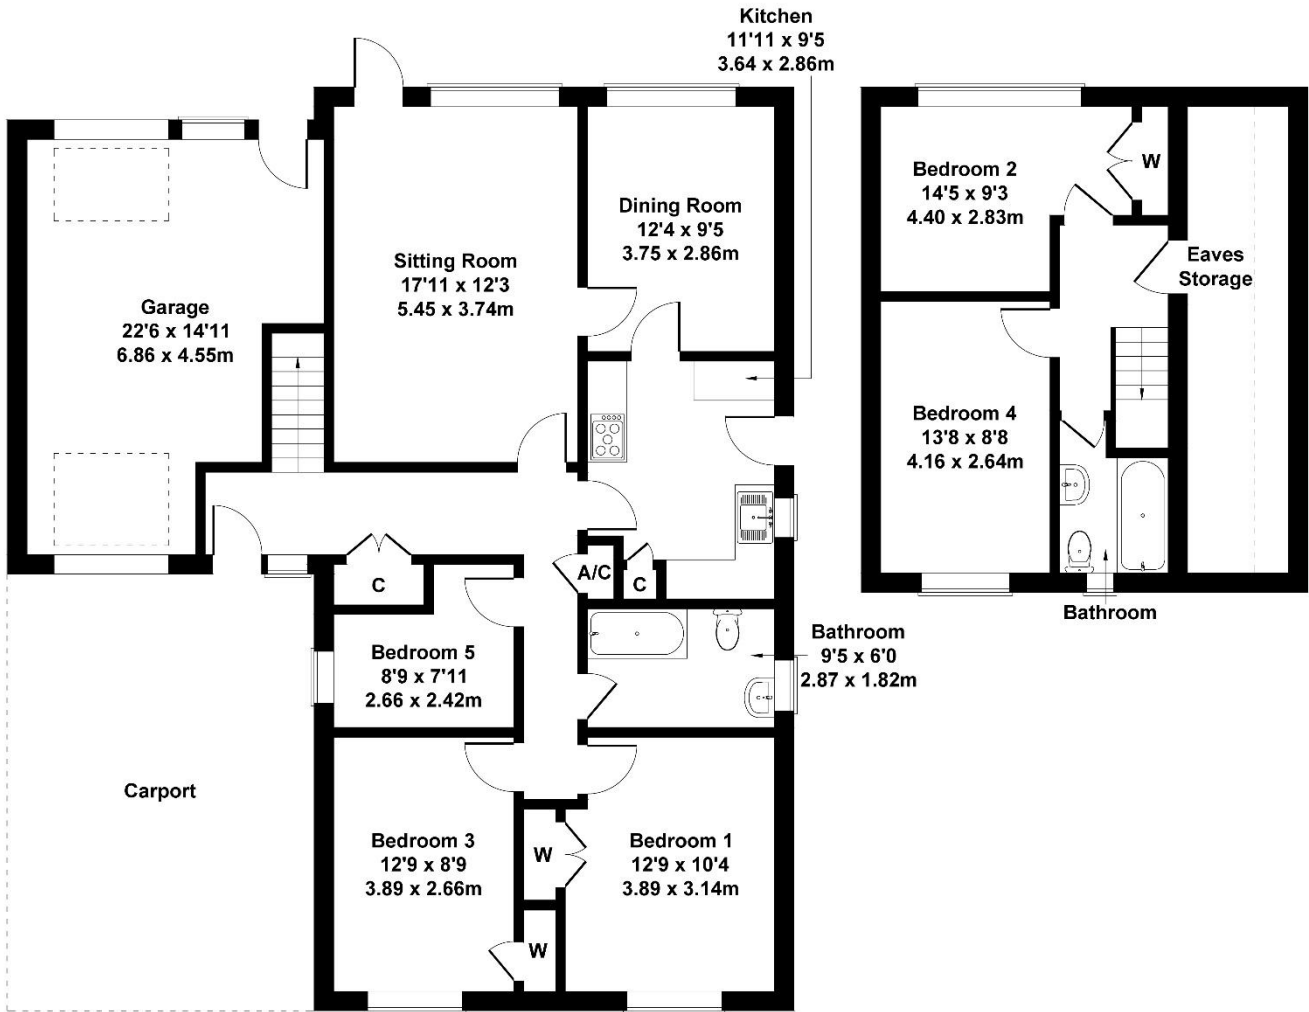 Kitchen
11'11 x 9'5
3.64 x 2.86m
Bedroom 2
14'5 x 9'3
4.40 x 2.83m
W
Dining Room
12'4 x 9'5
3.75 x 2.86m
Sitting Room
17'11 x 12'3
5.45 x 3.74m
Eaves
Storage
Garage
22'6 x 14'11
6.86 x 4.55m
Bedroom 4
13'8 x 8'8
4.16 x 2.64m
A/C
C
C
Bathroom
Bathroom
9'5 x 6'0
2.87 x 1.82m
Bedroom 5
8'9 x 7'11
2.66 x 2.42m
Carport
Bedroom 3
12'9 x 8'9
3.89 x 2.66m
W
Bedroom 1
12'9 x 10'4
3.89 x 3.14m
W